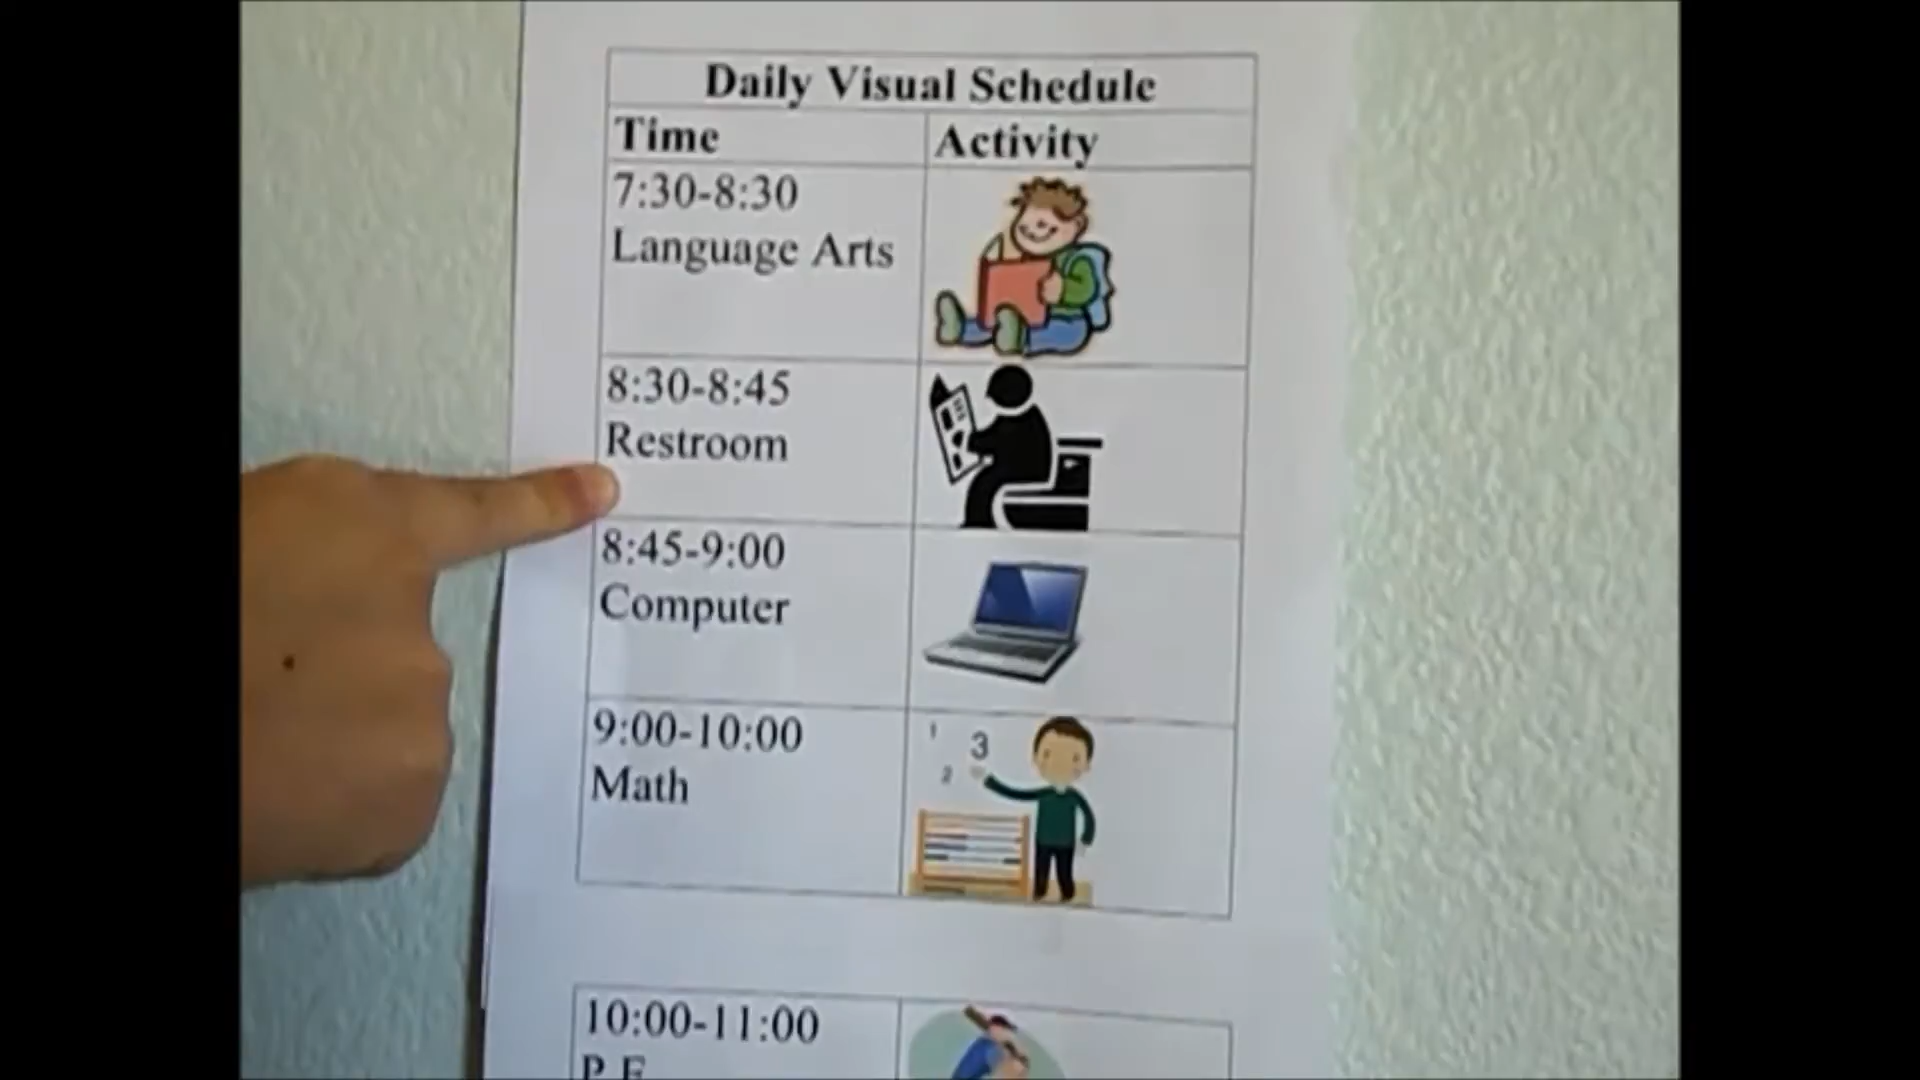 Daily Visual Schedule
Time Activity
7:30-8:30
Language Arts
8:30-8:45
Restroom
8:45-9:00
Computer
9:00-10:00
Math
1 3
2
10:00-11:00
P.E